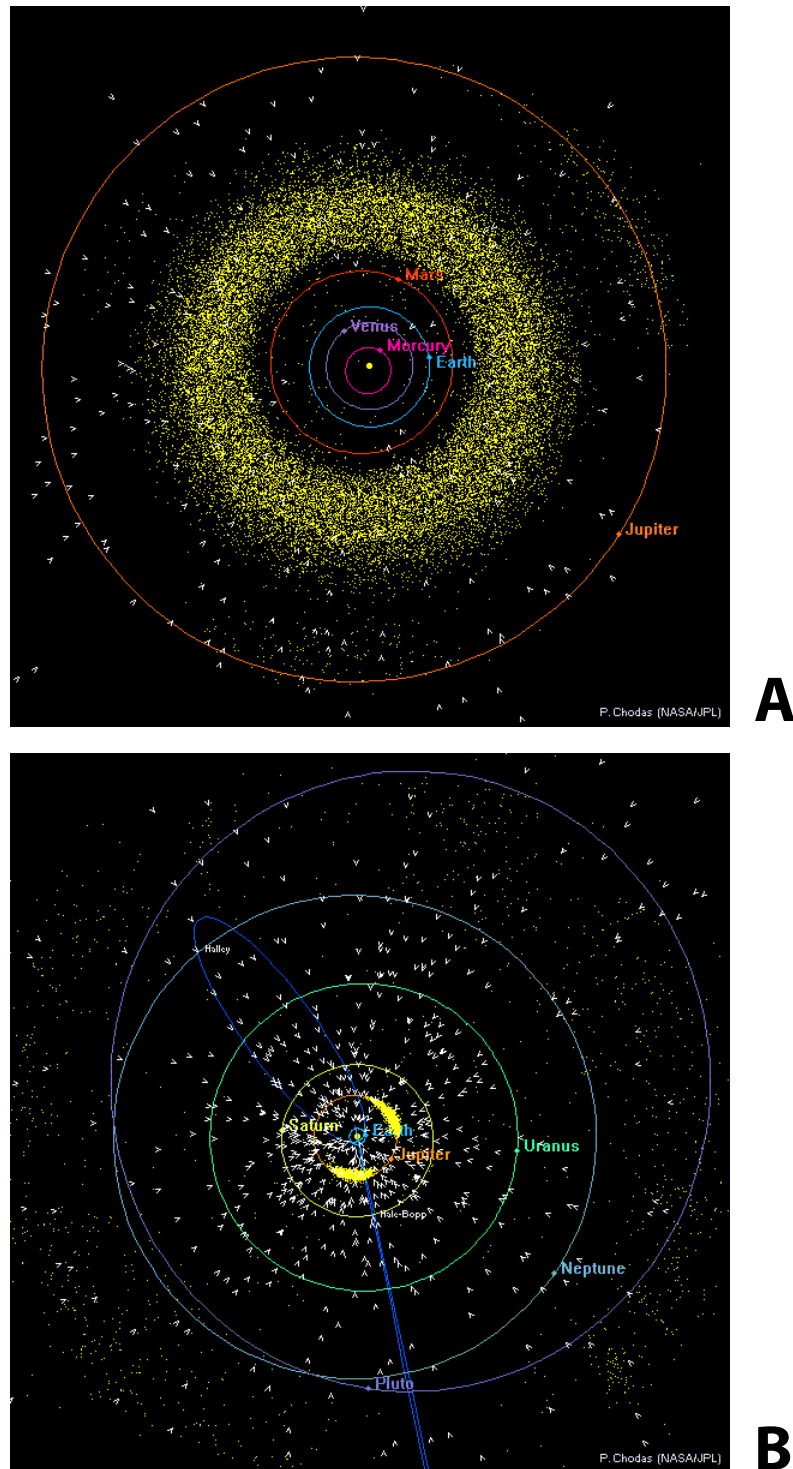 Mars
Venus
Mercury
Earth
Jupiter
P. Chodas (NASA/JPL)
A
Halley
Saturn
Earth
Uranus
Jupiter
Hale-Bopp
Neptune
Pluto
P. Chodas (NASA/JPL)
B